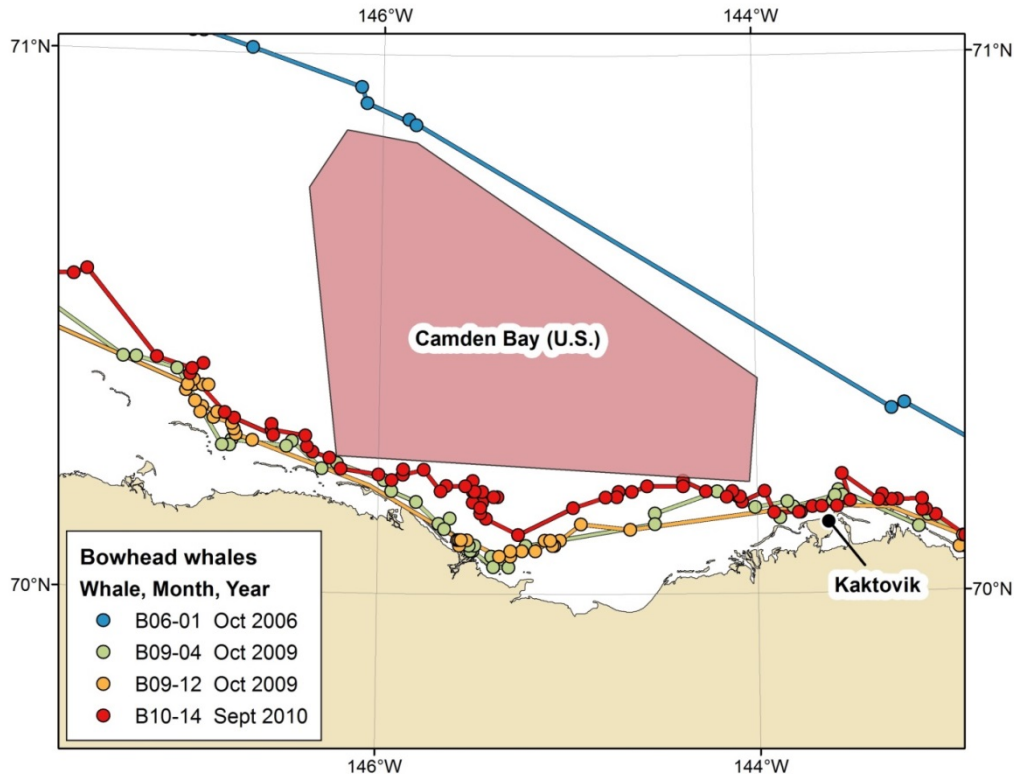 146°W 144°W
71°N 71°N
Camden Bay (U.S.)
Bowhead whales
Whale, Month, Year
B06-01 Oct 2006
B09-04 Oct 2009
B09-12 Oct 2009
B10-14 Sept 2010
Kaktovik
70°N 70°N
146°W 144°W